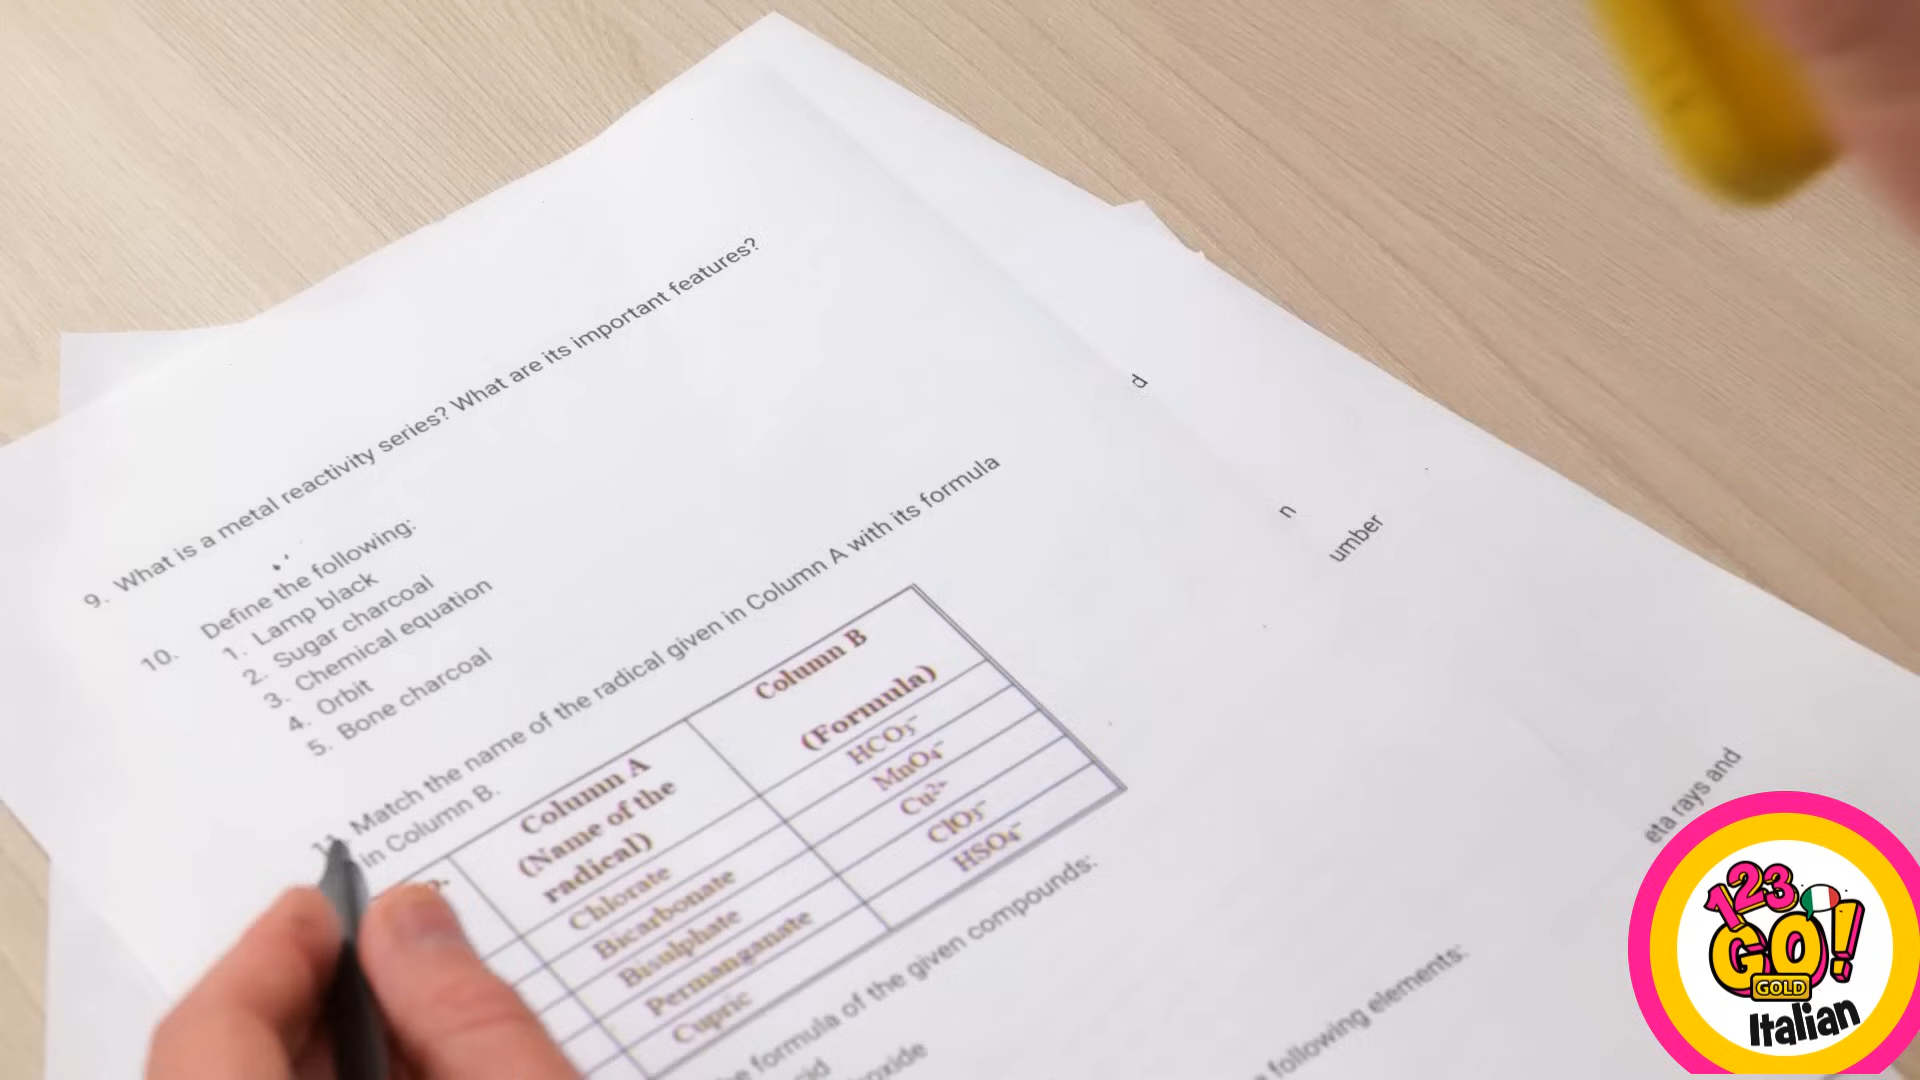 9. What is a metal reactivity series? What are its important features?
10. Define the following:
1. Lamp black
2. Sugar charcoal
3. Chemical equation
4. Orbit
5. Bone charcoal
11. Match the name of the radical given in Column A with its formula
in Column B.
Column A
(Name of the
radical)
Column B
(Formula)
Chlorate
HCO₃⁻
Bicarbonate
MnO₄⁻
Bisulphate
Cu²⁺
Permanganate
ClO₃⁻
Cupric
HSO₄⁻
formula of the given compounds:
following elements:
d
n
umber
eta rays and
123
GO!
GOLD
Italian